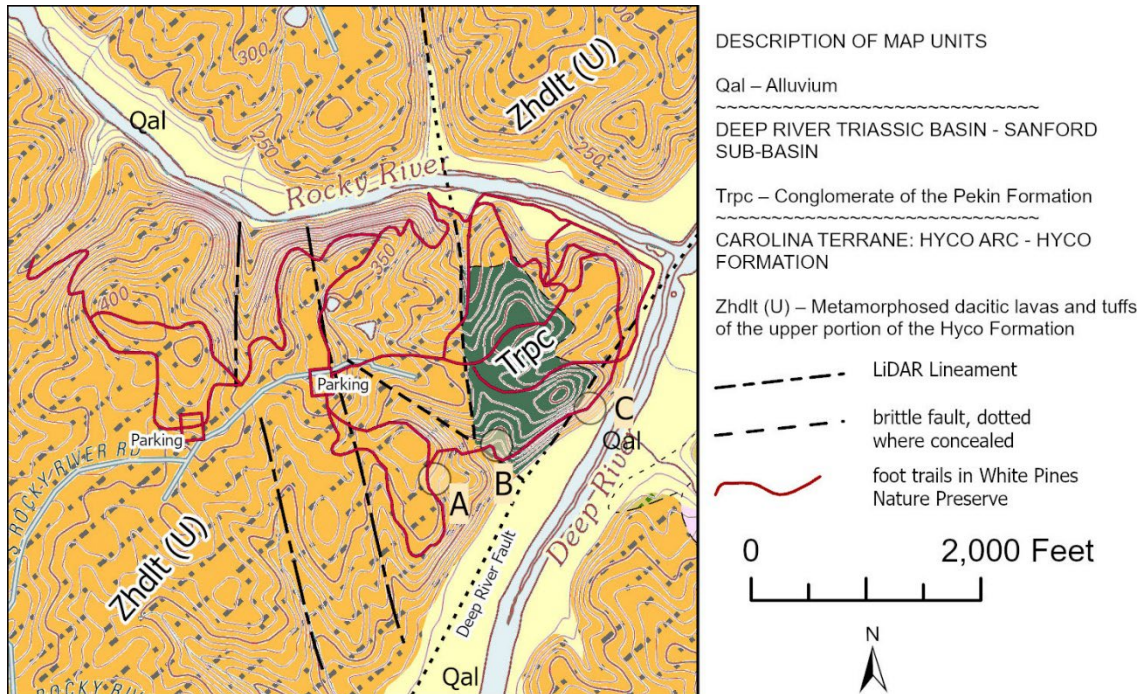 300
Zhdlt (U)
Qal
250
250
Rocky River
350
400
Trpc
Parking
Parking
C
Qal
B
A
S ROCKY RIVER RD
Deep River
Zhdlt (U)
Deep River Fault
Qal
ROCKY RIVER
DESCRIPTION OF MAP UNITS
Qal – Alluvium
~~~~~~~~~~~~~~~~~~~~~~~~~~~~~~
DEEP RIVER TRIASSIC BASIN - SANFORD
SUB-BASIN
Trpc – Conglomerate of the Pekin Formation
~~~~~~~~~~~~~~~~~~~~~~~~~~~~~~
CAROLINA TERRANE: HYCO ARC - HYCO
FORMATION
Zhdlt (U) – Metamorphosed dacitic lavas and tuffs
of the upper portion of the Hyco Formation
LiDAR Lineament
brittle fault, dotted
where concealed
foot trails in White Pines
Nature Preserve
0 2,000 Feet
N